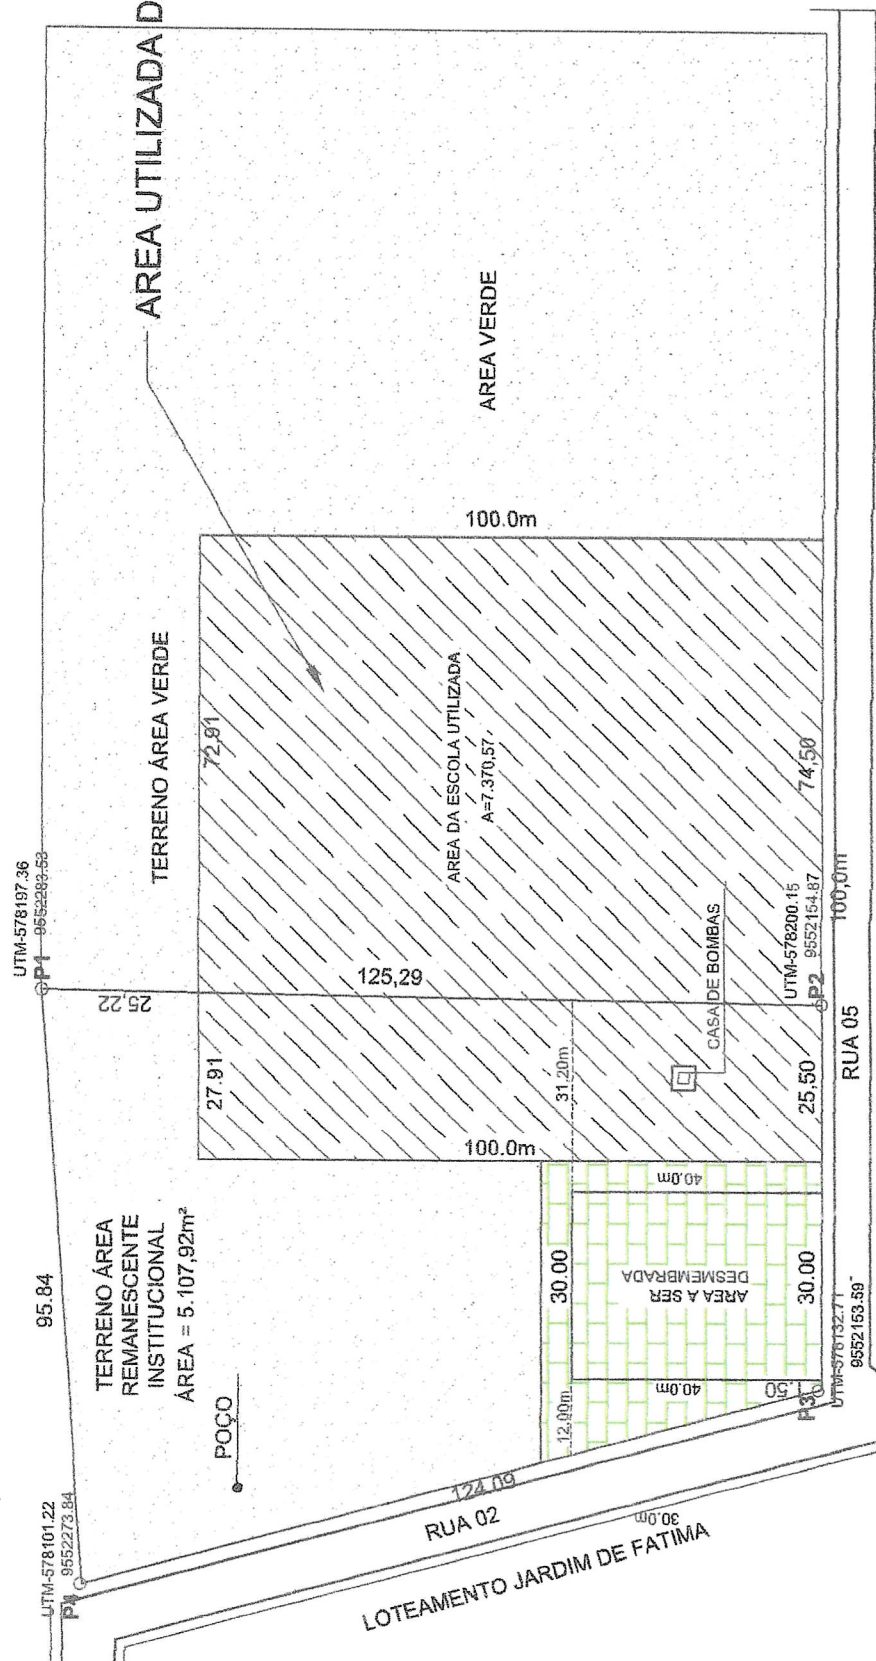 AREA UTILIZADA D
AREA VERDE
100.0m
TERRENO ÁREA VERDE
72,91
AREA DA ESCOLA UTILIZADA
A=7.370,57
74,50
UTM-578197.36
9552283.53
P1
25,22
125,29
27.91
31.20m
CASA DE BOMBAS
UTM-578200.15
9552154.87
P2
100,0m
RUA 05
25,50
100.0m
95.84
TERRENO ÁREA
REMANESCENTE
INSTITUCIONAL
ÁREA = 5.107,92m²
POÇO
40.0m
30.00
AREA A SER
DESMEMBRADA
30.00
40.0m
12.00m
P3
UTM-578132.71
9552153.59
UTM-578101.22
9552273.84
P4
124.09
RUA 02
30.0m
LOTEAMENTO JARDIM DE FATIMA